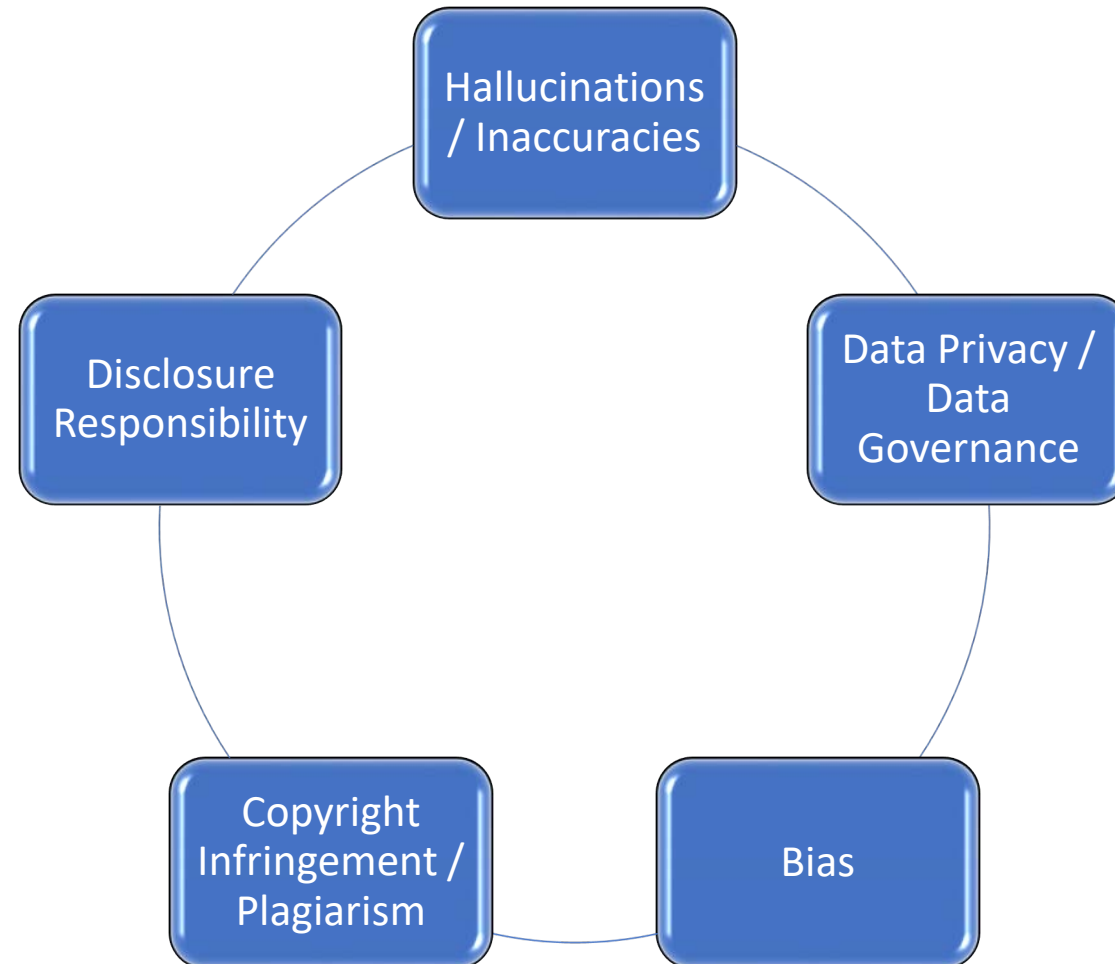 Hallucinations
/ Inaccuracies
Data Privacy /
Data
Governance
Bias
Copyright
Infringement /
Plagiarism
Disclosure
Responsibility